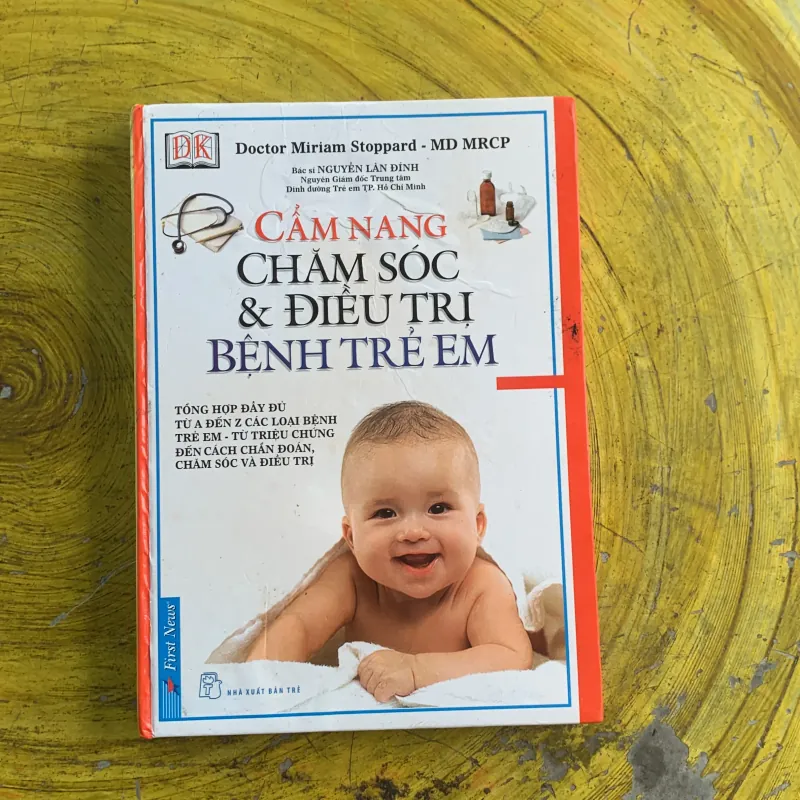 DK
Doctor Miriam Stoppard - MD MRCP
Bác sĩ NGUYỄN LÂN ĐÍNH
Nguyên Giám đốc Trung tâm
Dinh dưỡng Trẻ em TP. Hồ Chí Minh
CẨM NANG
CHĂM SÓC
& ĐIỀU TRỊ
BỆNH TRẺ EM
TỔNG HỢP ĐẦY ĐỦ
TỪ A ĐẾN Z CÁC LOẠI BỆNH
TRẺ EM - TỪ TRIỆU CHỨNG
ĐẾN CÁCH CHẨN ĐOÁN,
CHĂM SÓC VÀ ĐIỀU TRỊ
First News
NHÀ XUẤT BẢN TRẺ